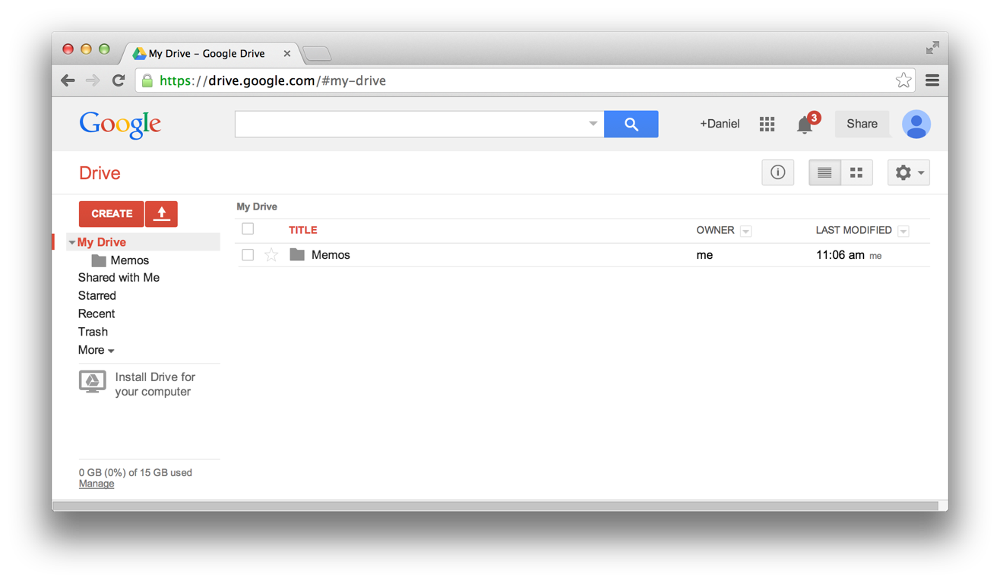 My Drive – Google Drive
https://drive.google.com/#my-drive
Google
+Daniel
3
Share
Drive
CREATE
My Drive
Memos
Shared with Me
Starred
Recent
Trash
More
Install Drive for
your computer
0 GB (0%) of 15 GB used
Manage
My Drive
TITLE OWNER LAST MODIFIED
Memos me 11:06 am me